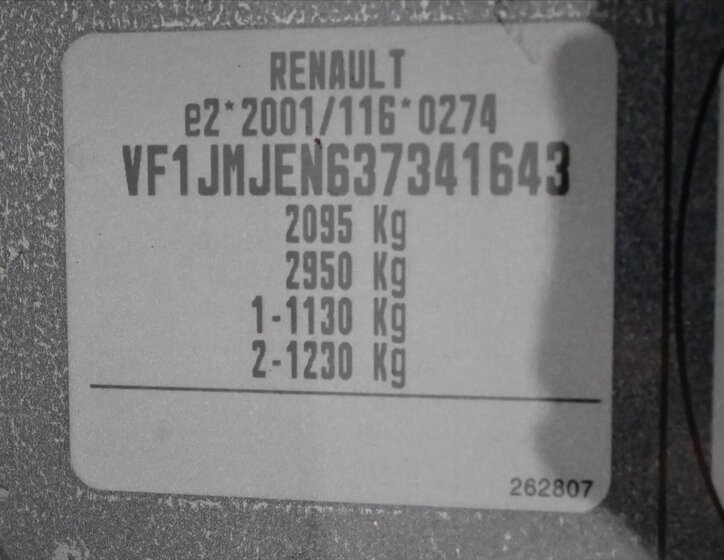 RENAULT
e2*2001/116*0274
VF1JMJEN637341643
2095 Kg
2950 Kg
1-1130 Kg
2-1230 Kg
262807